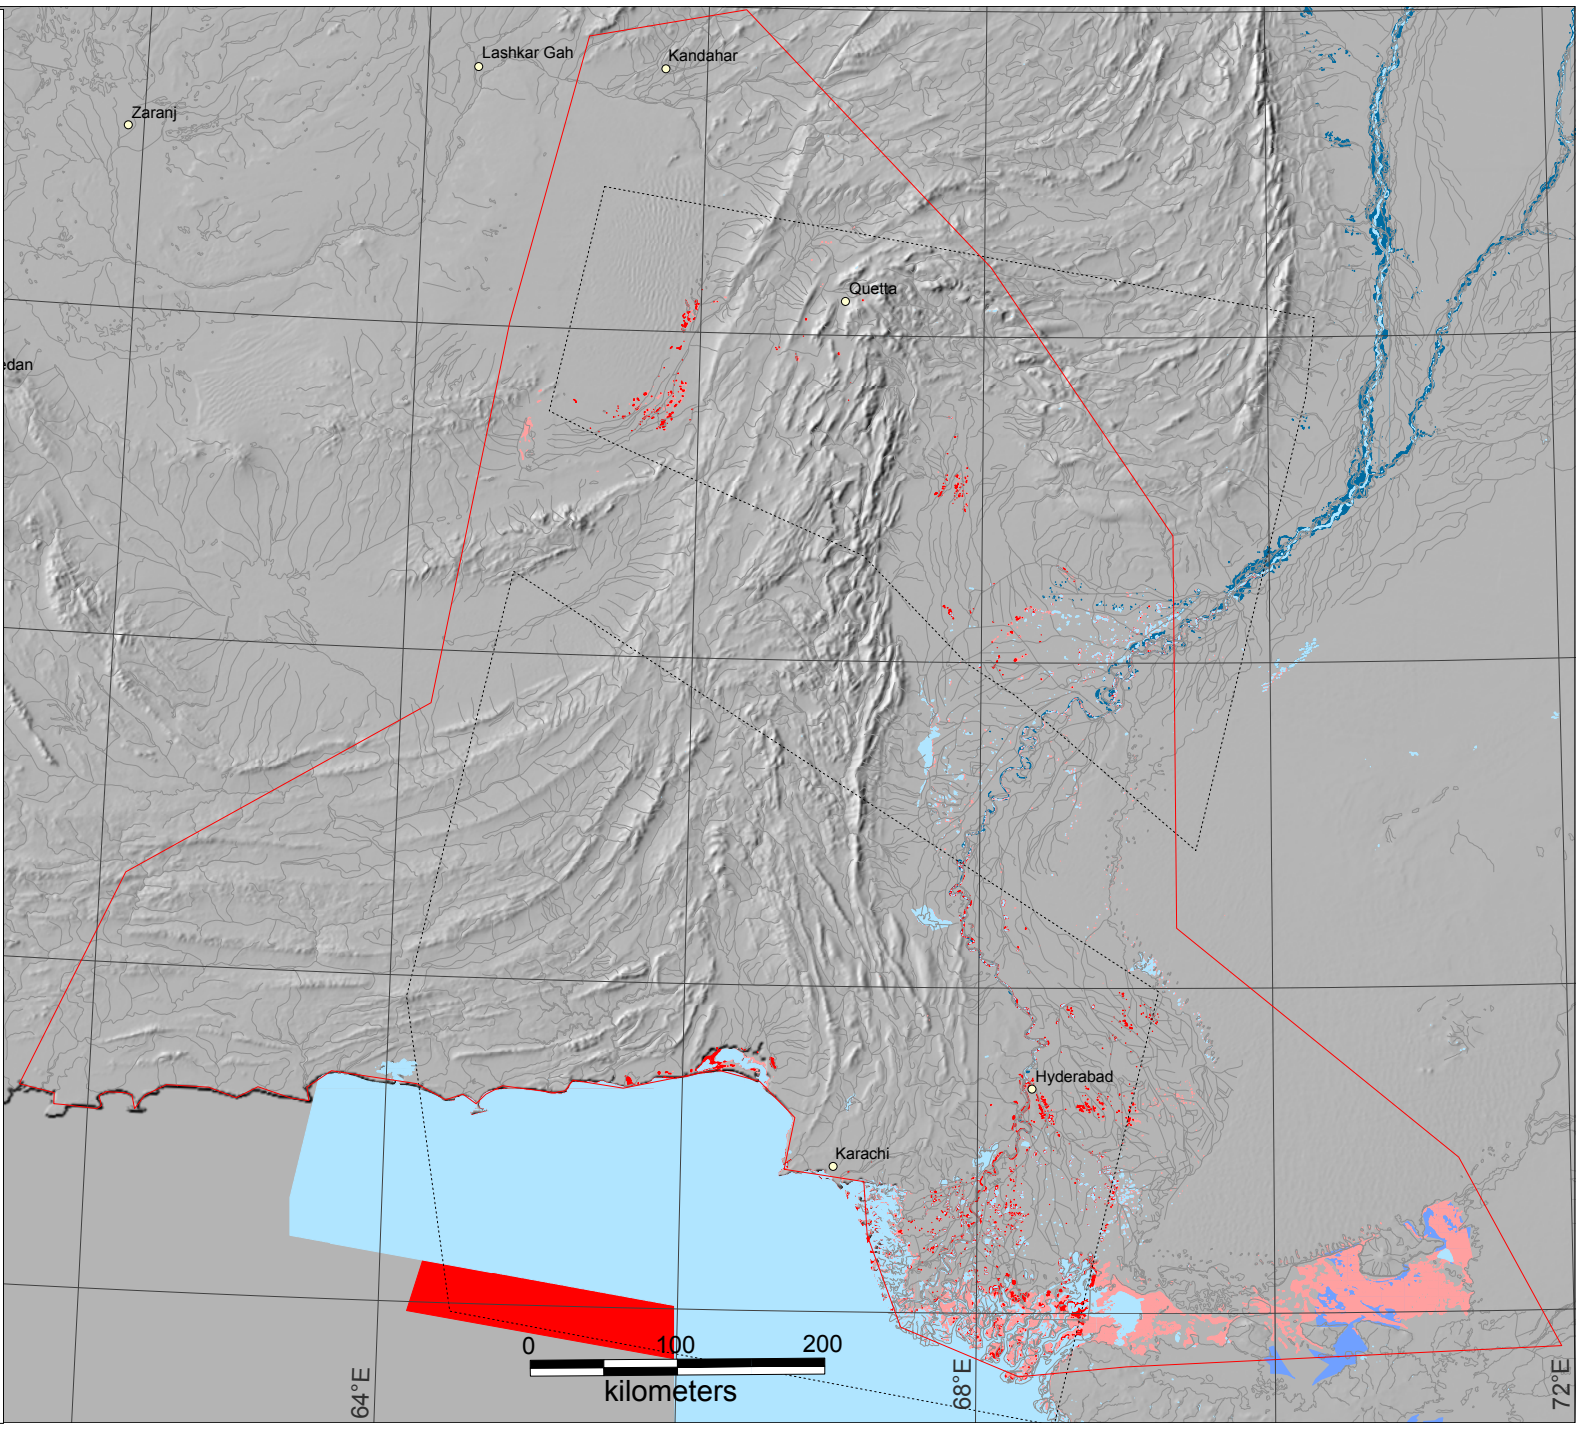 Lashkar Gah
Kandahar
Zaranj
Quetta
edan
Hyderabad
Karachi
0 100 200
kilometers
64°E
68°E
72°E